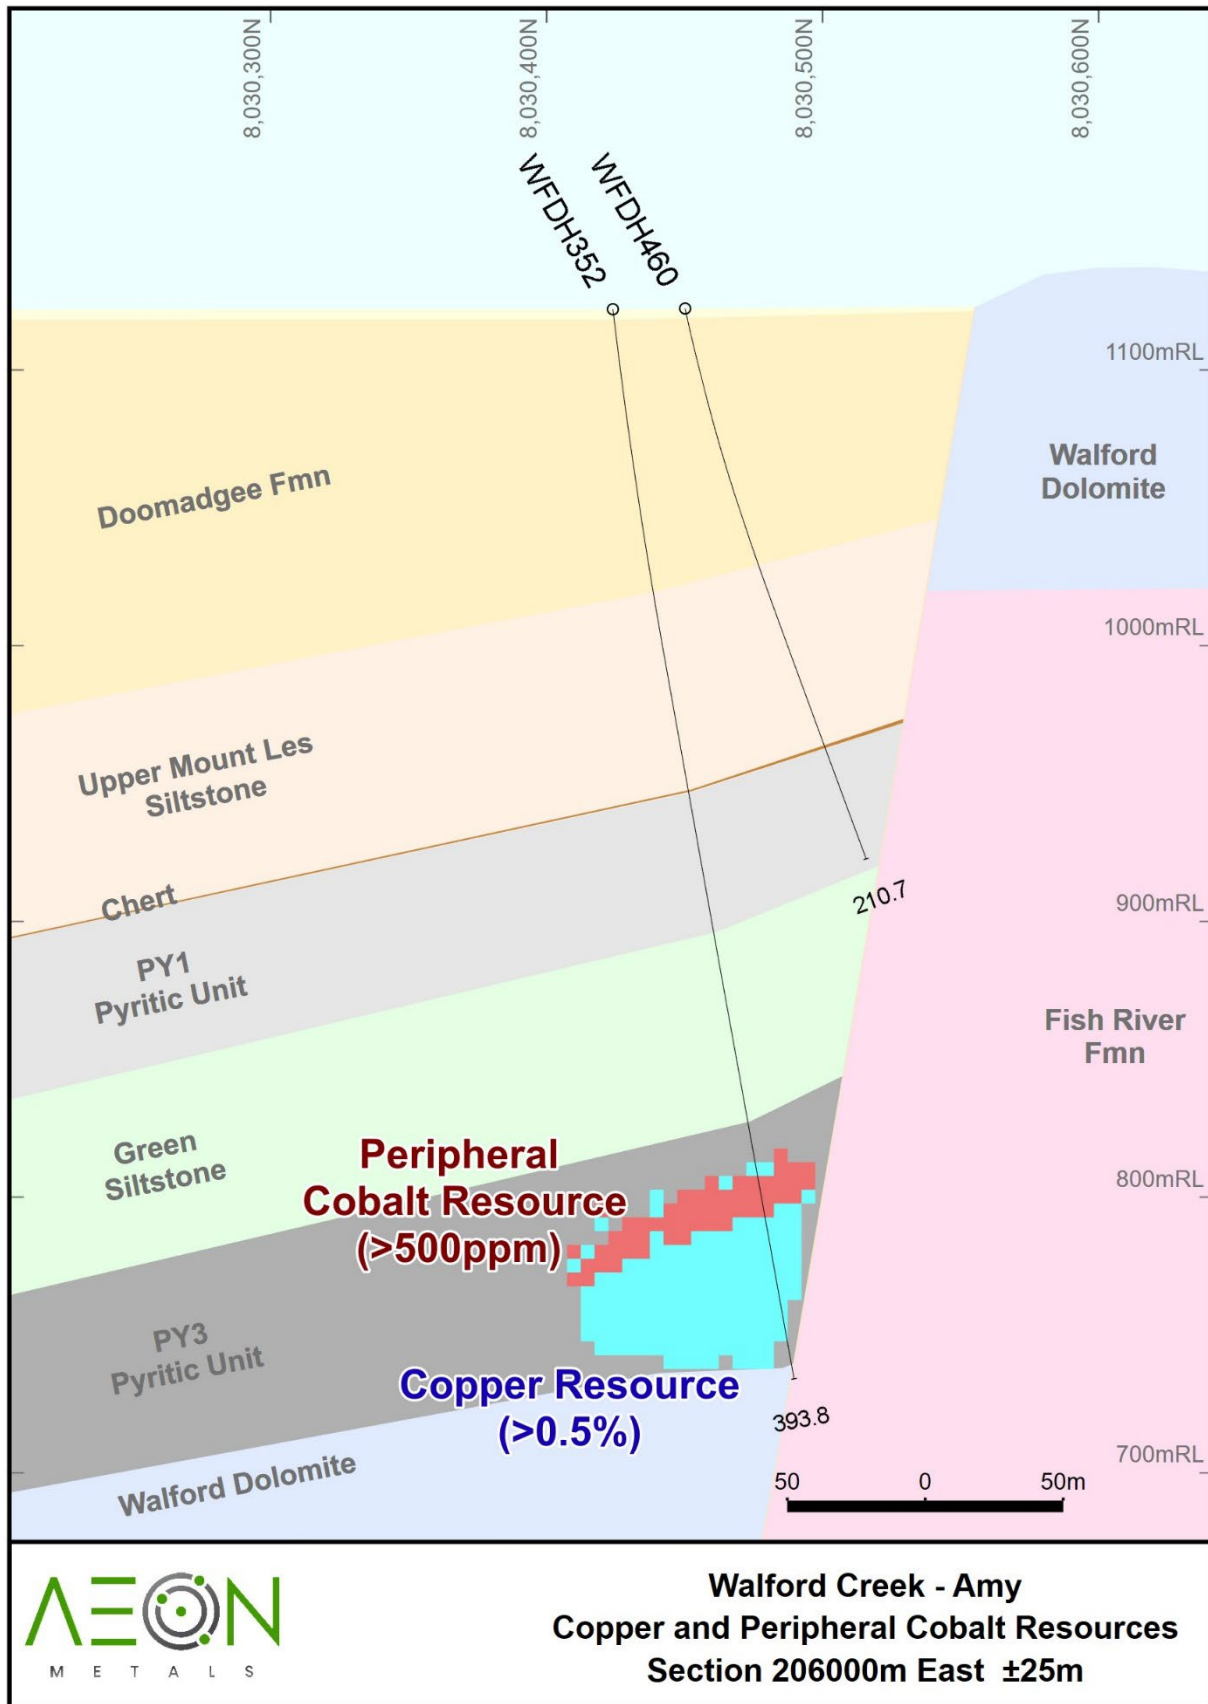 8,030,300N
8,030,400N
8,030,500N
8,030,600N
WFDH352
WFDH460
1100mRL
Walford
Dolomite
Doomadgee Fmn
1000mRL
Upper Mount Les
Siltstone
Chert
210.7
900mRL
PY1
Pyritic Unit
Fish River
Fmn
Green
Siltstone
Peripheral
Cobalt Resource
(>500ppm)
800mRL
PY3
Pyritic Unit
Copper Resource
(>0.5%)
393.8
700mRL
Walford Dolomite
50 0 50m
AEON
METALS
Walford Creek - Amy
Copper and Peripheral Cobalt Resources
Section 206000m East ±25m